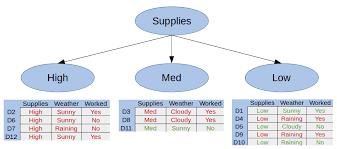 Supplies
High
Med
Low
Supplies Weather Worked
D2 High Sunny Yes
D6 High Sunny No
D7 High Raining No
D12 High Sunny Yes
Supplies Weather Worked
D3 Med Cloudy Yes
D8 Med Cloudy Yes
D11 Med Sunny No
Supplies Weather Worked
D1 Low Sunny Yes
D4 Low Raining Yes
D5 Low Cloudy No
D9 Low Raining No
D10 Low Raining Yes